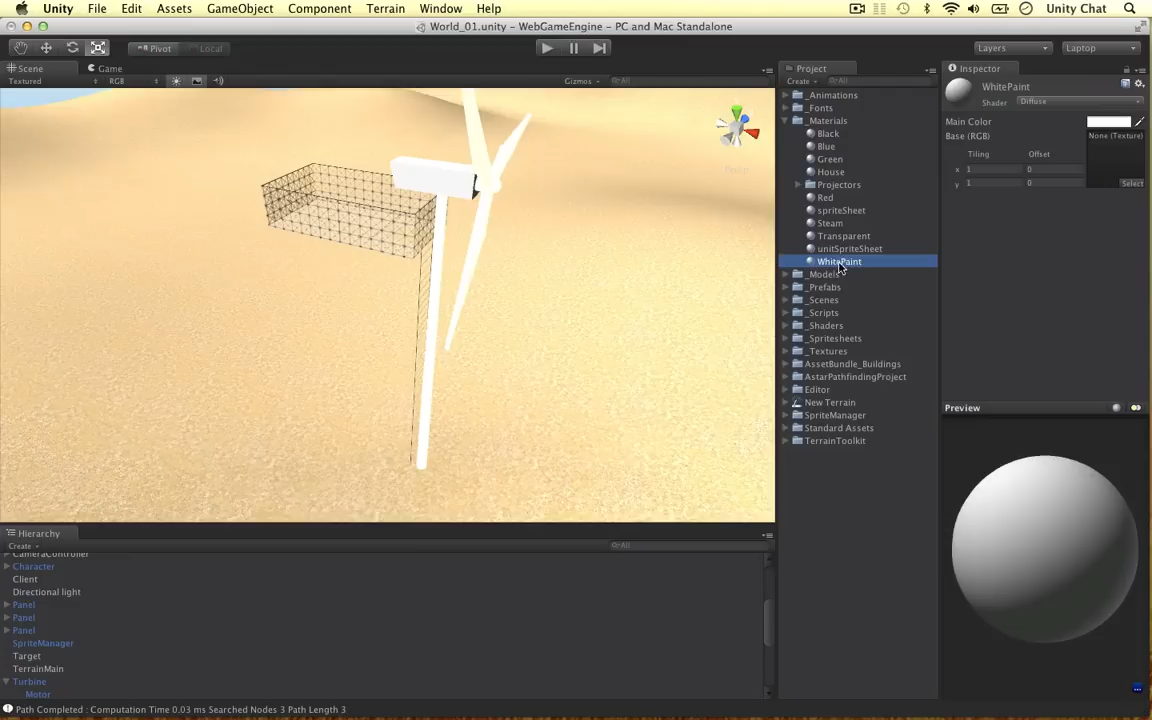 Unity File Edit Assets GameObject Component Terrain Window Help Unity Chat
World_01.unity - WebGameEngine - PC and Mac Standalone
Pivot Local Layers Laptop
Scene Game Project Inspector
Textured RGB Gizmos All Create All
WhitePaint
Shader Diffuse
Main Color
Base (RGB) None (Texture)
Tiling Offset
x 1 0
y 1 0 Select
_Animations
_Fonts
_Materials
Black
Blue
Green
House
Projectors
Red
spriteSheet
Steam
Transparent
unitSpriteSheet
WhitePaint
_Models
_Prefabs
_Scenes
_Scripts
_Shaders
_Spritesheets
_Textures
AssetBundle_Buildings
AstarPathfindingProject
Editor
New Terrain
SpriteManager
Standard Assets
TerrainToolkit
Preview
Hierarchy
Create All
CameraController
Character
Client
Directional light
Panel
Panel
Panel
SpriteManager
Target
TerrainMain
Turbine
Motor
Path Completed : Computation Time 0.03 ms Searched Nodes 3 Path Length 3